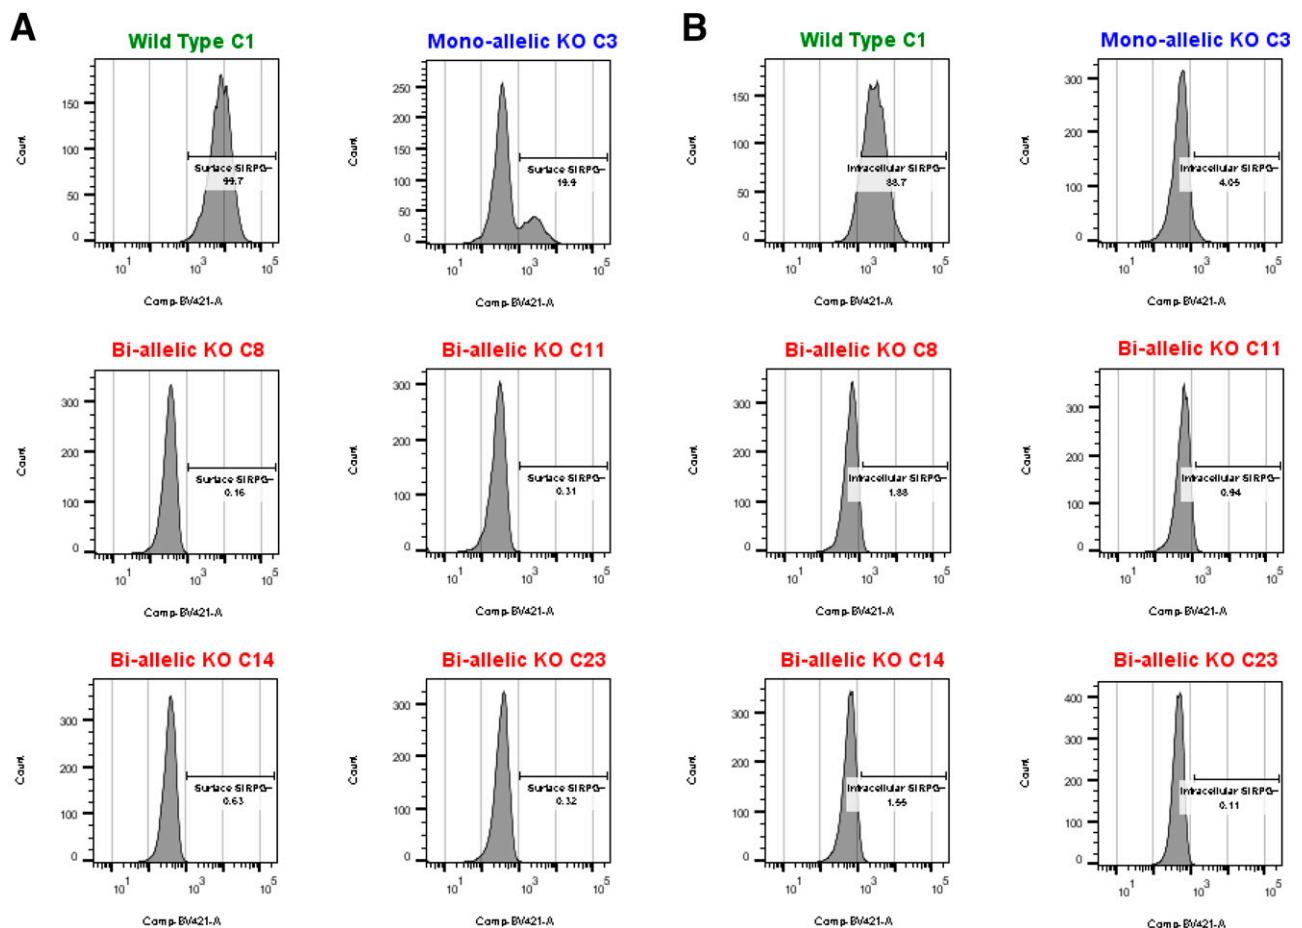 A
B
Wild Type C1
Count
150
100
50
0
Surface SIRPG
99.7
10^1 10^3 10^5
Comp-BV421-A
Mono-allelic KO C3
Count
250
200
150
100
50
0
Surface SIRPG
19.9
10^1 10^3 10^5
Comp-BV421-A
Wild Type C1
Count
150
100
50
0
Intracellular SIRPG
88.7
10^1 10^3 10^5
Comp-BV421-A
Mono-allelic KO C3
Count
300
200
100
0
Intracellular SIRPG
4.05
10^1 10^3 10^5
Comp-BV421-A
Bi-allelic KO C8
Count
300
200
100
0
Surface SIRPG
0.16
10^1 10^3 10^5
Comp-BV421-A
Bi-allelic KO C11
Count
300
200
100
0
Surface SIRPG
0.31
10^1 10^3 10^5
Comp-BV421-A
Bi-allelic KO C8
Count
300
200
100
0
Intracellular SIRPG
1.88
10^1 10^3 10^5
Comp-BV421-A
Bi-allelic KO C11
Count
300
200
100
0
Intracellular SIRPG
0.94
10^1 10^3 10^5
Comp-BV421-A
Bi-allelic KO C14
Count
300
200
100
0
Surface SIRPG
0.63
10^1 10^3 10^5
Comp-BV421-A
Bi-allelic KO C23
Count
300
200
100
0
Surface SIRPG
0.32
10^1 10^3 10^5
Comp-BV421-A
Bi-allelic KO C14
Count
300
200
100
0
Intracellular SIRPG
10^1 10^3 10^5
Comp-BV421-A
Bi-allelic KO C23
Count
400
300
200
100
0
Intracellular SIRPG
0.11
10^1 10^3 10^5
Comp-BV421-A